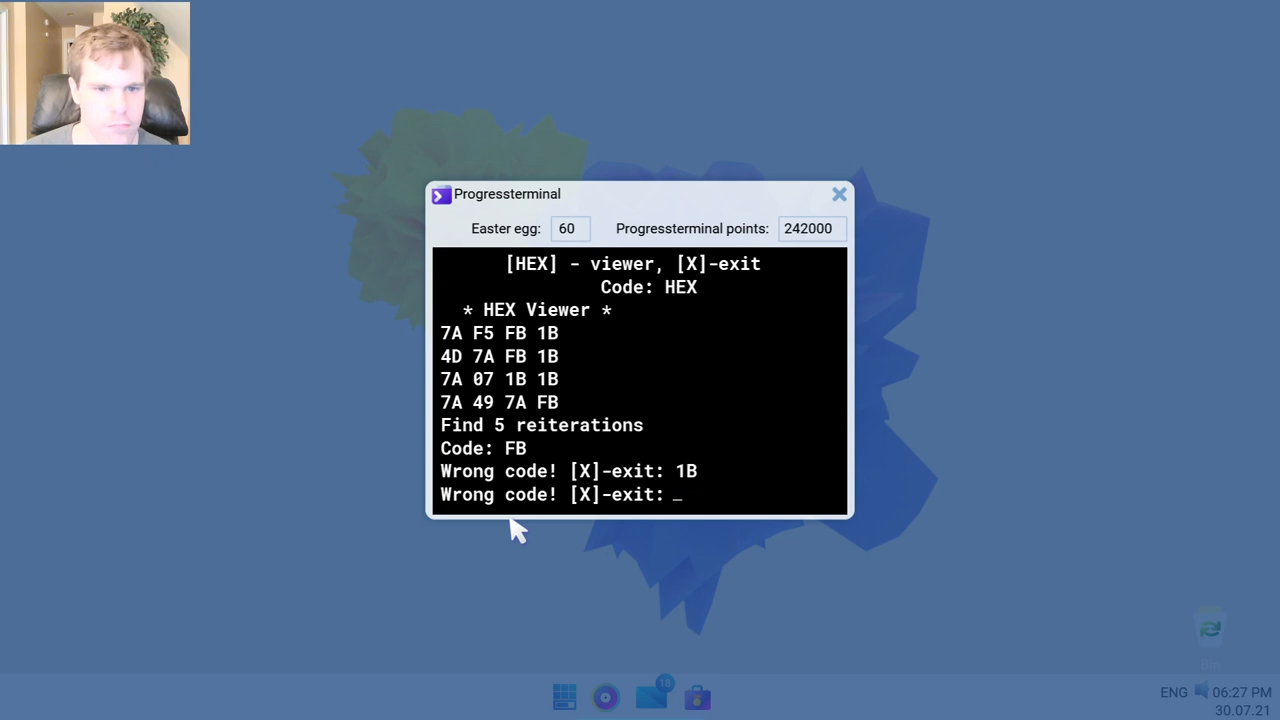 Progressterminal
Easter egg: 60 Progressterminal points: 242000
[HEX] - viewer, [X]-exit
Code: HEX
* HEX Viewer *
7A F5 FB 1B
4D 7A FB 1B
7A 07 1B 1B
7A 49 7A FB
Find 5 reiterations
Code: FB
Wrong code! [X]-exit: 1B
Wrong code! [X]-exit: _
Bin
18
ENG 06:27 PM
30.07.21